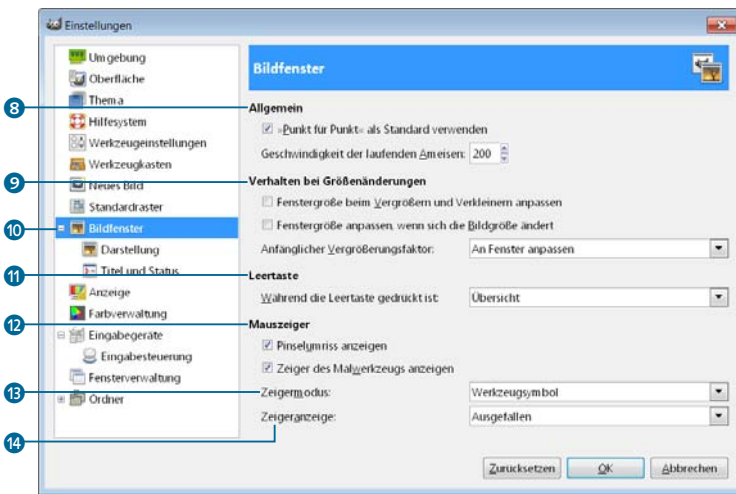 Einstellungen
Umgebung
Oberfläche
Thema
Hilfesystem
Werkzeugeinstellungen
Werkzeugkasten
Neues Bild
Standardraster
Bildfenster
Darstellung
Titel und Status
Anzeige
Farbverwaltung
Eingabegeräte
Eingabesteuerung
Fensterverwaltung
Ordner
Bildfenster
8 Allgemein
»Punkt für Punkt« als Standard verwenden
Geschwindigkeit der laufenden Ameisen: 200
9 Verhalten bei Größenänderungen
Fenstergröße beim Vergrößern und Verkleinern anpassen
10
Fenstergröße anpassen, wenn sich die Bildgröße ändert
Anfänglicher Vergrößerungsfaktor: An Fenster anpassen
11 Leertaste
Während die Leertaste gedrückt ist: Übersicht
12 Mauszeiger
Pinselumriss anzeigen
Zeiger des Malwerkzeugs anzeigen
13 Zeigermodus: Werkzeugsymbol
14 Zeigeranzeige: Ausgefallen
Zurücksetzen OK Abbrechen